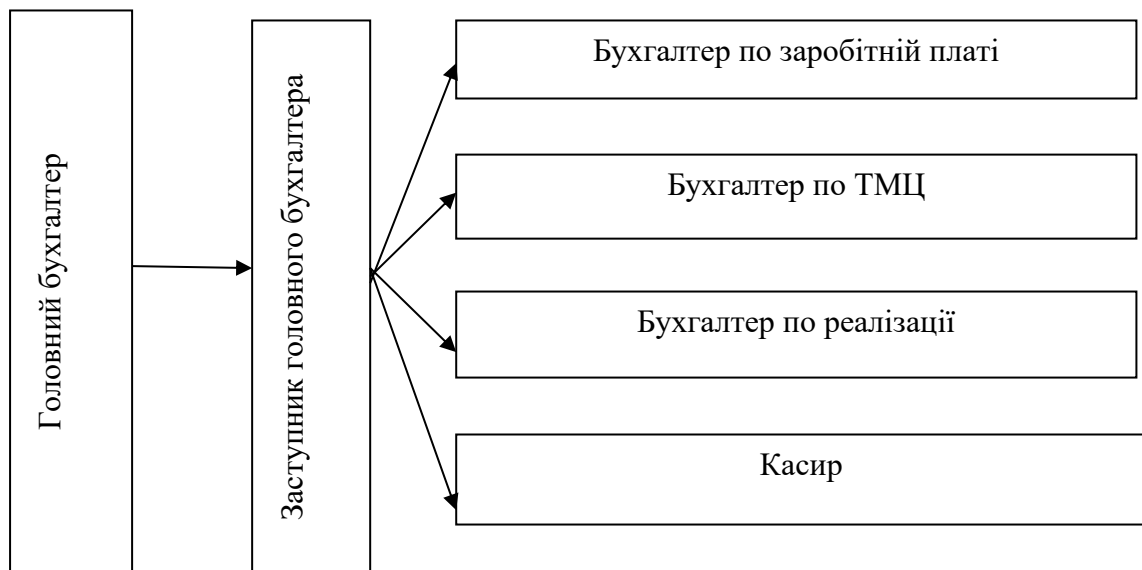 Головний бухгалтер
Заступник головного бухгалтера
Бухгалтер по заробітній платі
Бухгалтер по ТМЦ
Бухгалтер по реалізації
Касир